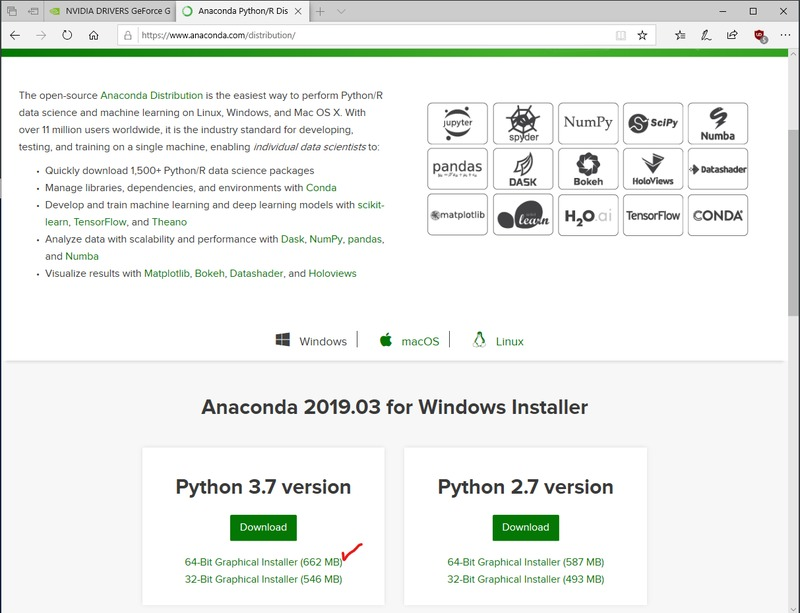 NVIDIA DRIVERS GeForce G
Anaconda Python/R Dis
https://www.anaconda.com/distribution/
The open-source Anaconda Distribution is the easiest way to perform Python/R
data science and machine learning on Linux, Windows, and Mac OS X. With
over 11 million users worldwide, it is the industry standard for developing,
testing, and training on a single machine, enabling individual data scientists to:
• Quickly download 1,500+ Python/R data science packages
• Manage libraries, dependencies, and environments with Conda
• Develop and train machine learning and deep learning models with scikit-
learn, TensorFlow, and Theano
• Analyze data with scalability and performance with Dask, NumPy, pandas,
and Numba
• Visualize results with Matplotlib, Bokeh, Datashader, and Holoviews
jupyter
spyder
NumPy
SciPy
Numba
pandas
DASK
Bokeh
HoloViews
Datashader
matplotlib
learn
H2O.ai
TensorFlow
CONDA
Windows
macOS
Linux
Anaconda 2019.03 for Windows Installer
Python 3.7 version
Download
64-Bit Graphical Installer (662 MB)
32-Bit Graphical Installer (546 MB)
Python 2.7 version
Download
64-Bit Graphical Installer (587 MB)
32-Bit Graphical Installer (493 MB)